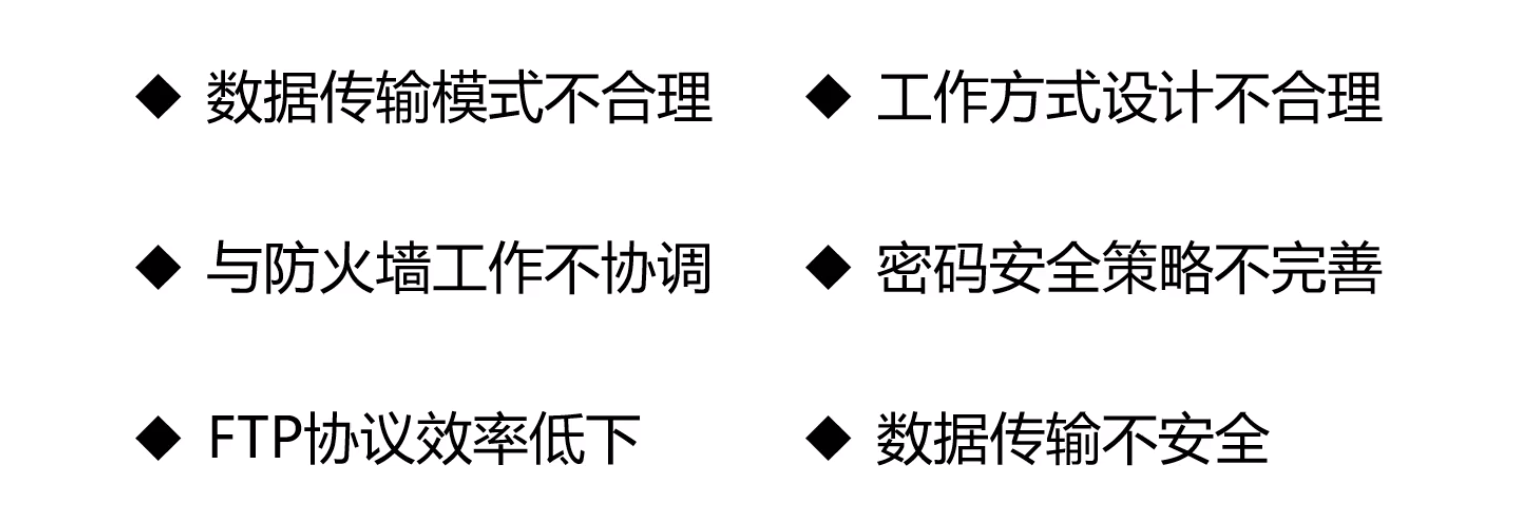 ◆ 数据传输模式不合理
◆ 工作方式设计不合理
◆ 与防火墙工作不协调
◆ 密码安全策略不完善
◆ FTP协议效率低下
◆ 数据传输不安全